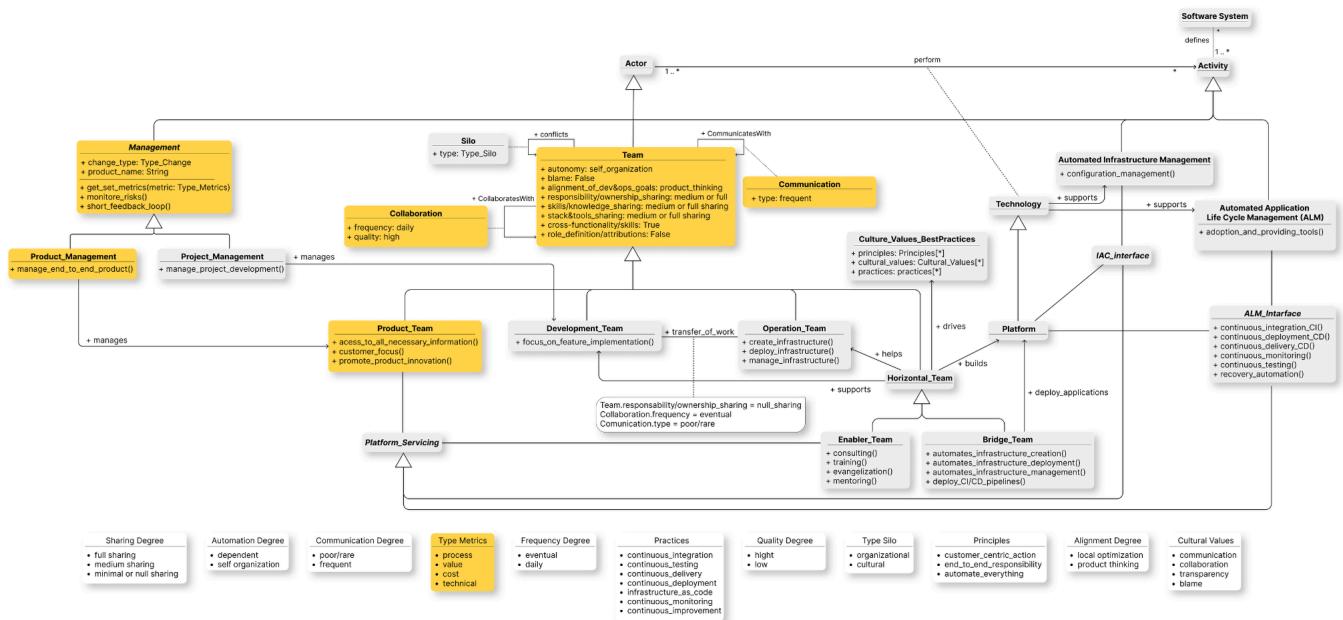 Software System
*
defines
1 .. *
Activity
Actor
1 .. *
perform
*
Management
+ change_type: Type_Change
+ product_name: String
+ get_set_metrics(metric: Type_Metrics)
+ monitore_risks()
+ short_feedback_loop()
Silo
+ type: Type_Silo
+ conflicts
+ CommunicatesWith
Team
+ autonomy: self_organization
+ blame: False
+ alignment_of_dev&ops_goals: product_thinking
+ responsibility/ownership_sharing: medium or full
+ skills/knowledge_sharing: medium or full sharing
+ stack&tools_sharing: medium or full sharing
+ cross-functionality/skills: True
+ role_definition/attributions: False
Communication
+ type: frequent
+ CollaboratesWith
Collaboration
+ frequency: daily
+ quality: high
Automated Infrastructure Management
+ configuration_management()
Technology
+ supports
+ supports
Automated Application
Life Cycle Management (ALM)
+ adoption_and_providing_tools()
Product_Management
+ manage_end_to_end_product()
Project_Management
+ manage_project_development()
+ manages
Culture_Values_BestPractices
+ principles: Principles[*]
+ cultural_values: Cultural_Values[*]
+ practices: practices[*]
IAC_interface
+ manages
Product_Team
+ acess_to_all_necessary_information()
+ customer_focus()
+ promote_product_innovation()
Development_Team
+ focus_on_feature_implementation()
+ transfer_of_work
Operation_Team
+ create_infrastructure()
+ deploy_infrastructure()
+ manage_infrastructure()
+ drives
Platform
ALM_Intarface
+ continuous_integration_CI()
+ continuous_deployment_CD()
+ continuous_delivery_CD()
+ continuous_monitoring()
+ continuous_testing()
+ recovery_automation()
+ helps
+ builds
Horizontal_Team
+ supports
+ deploy_applications
Team.responsability/ownership_sharing = null_sharing
Collaboration.frequency = eventual
Comunication.type = poor/rare
Platform_Servicing
Enabler_Team
+ consulting()
+ training()
+ evangelization()
+ mentoring()
Bridge_Team
+ automates_infrastructure_creation()
+ automates_infrastructure_deployment()
+ automates_infrastructure_management()
+ deploy_CI/CD_pipelines()
Sharing Degree
• full sharing
• medium sharing
• minimal or null sharing
Automation Degree
• dependent
• self organization
Communication Degree
• poor/rare
• frequent
Type Metrics
• process
• value
• cost
• technical
Frequency Degree
• eventual
• daily
Practices
• continuous_integration
• continuous_testing
• continuous_delivery
• continuous_deployment
• infrastructure_as_code
• continuous_monitoring
• continuous_improvement
Quality Degree
• hight
• low
Type Silo
• organizational
• cultural
Principles
• customer_centric_action
• end_to_end_responsibility
• automate_everything
Alignment Degree
• local optimization
• product thinking
Cultural Values
• communication
• collaboration
• transparency
• blame